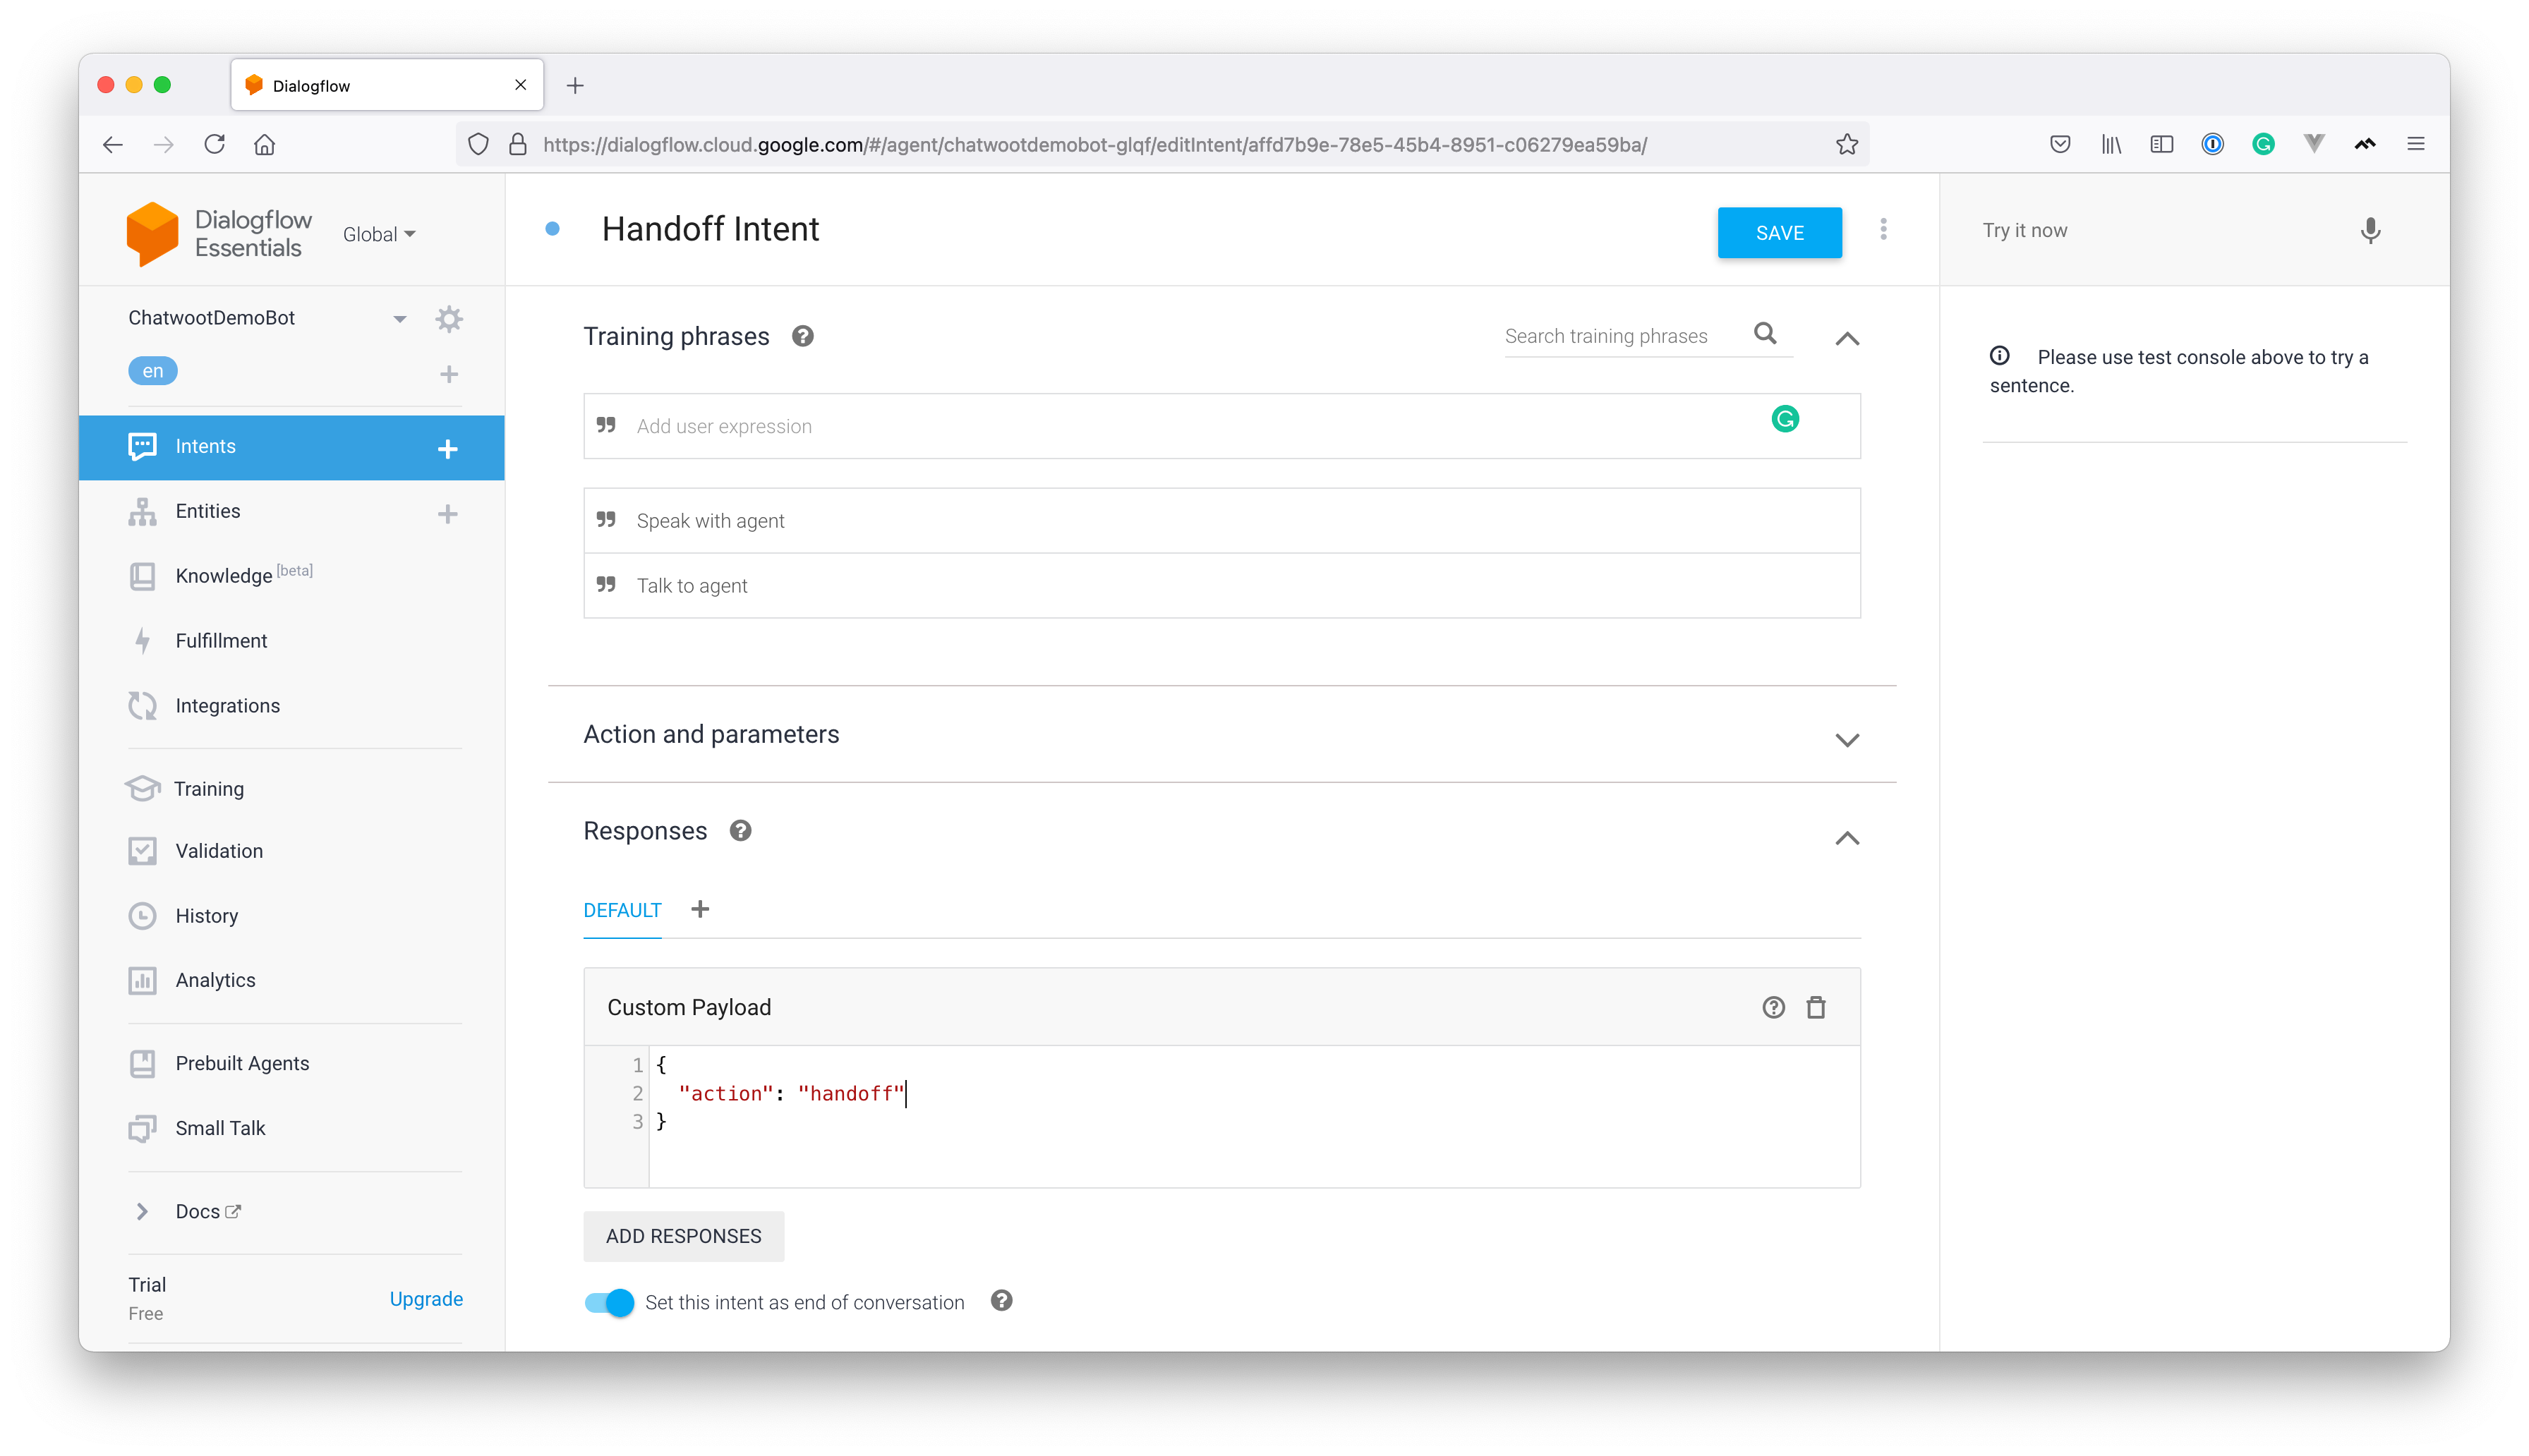 Dialogflow
https://dialogflow.cloud.google.com/#/agent/chatwootdemobot-glqf/editIntent/affd7b9e-78e5-45b4-8951-c06279ea59ba/
Dialogflow
Essentials
Global
ChatwootDemoBot
en
Intents
Entities
Knowledge [beta]
Fulfillment
Integrations
Training
Validation
History
Analytics
Prebuilt Agents
Small Talk
Docs
Trial
Free
Upgrade
Handoff Intent
SAVE
Training phrases
Search training phrases
Add user expression
Speak with agent
Talk to agent
Action and parameters
Responses
DEFAULT
Custom Payload
1 {
2 "action": "handoff"
3 }
ADD RESPONSES
Set this intent as end of conversation
Try it now
Please use test console above to try a
sentence.